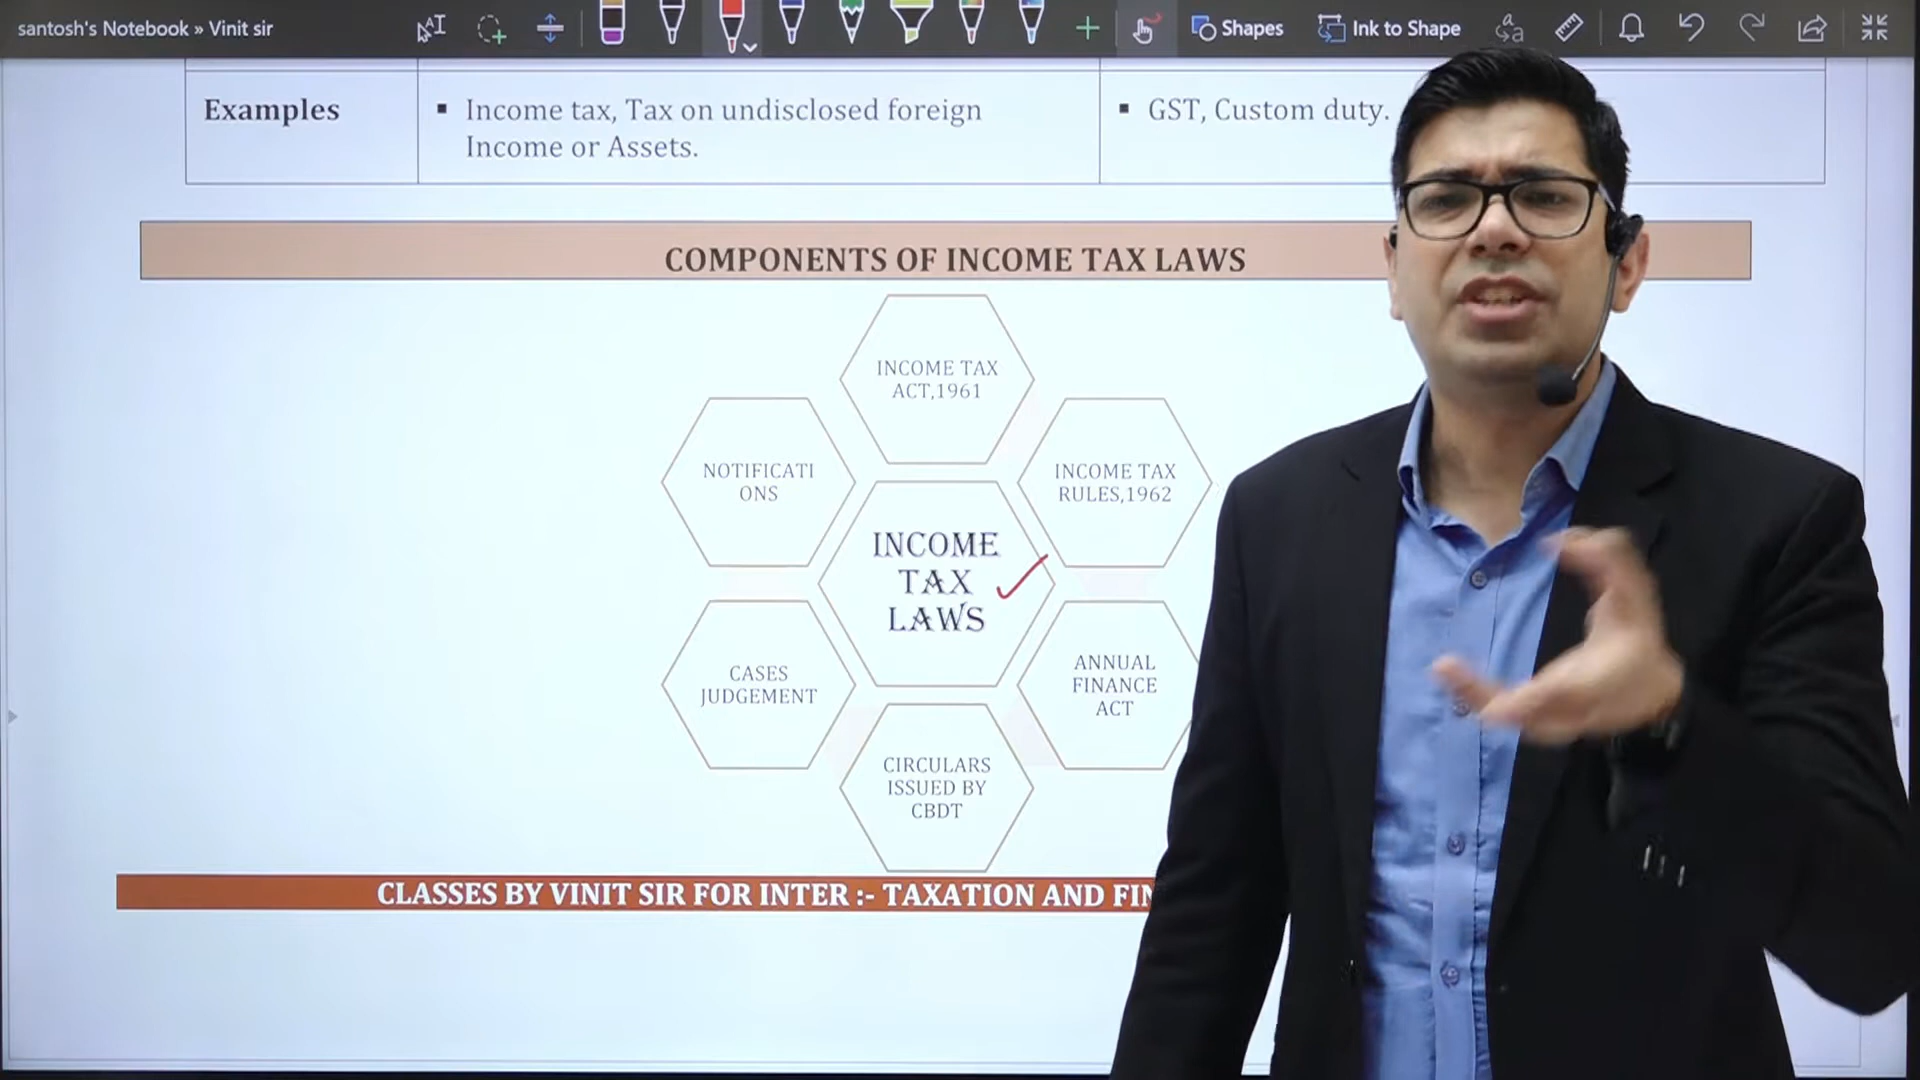 santosh's Notebook » Vinit sir
Shapes
Ink to Shape
Examples
▪ Income tax, Tax on undisclosed foreign
Income or Assets.
▪ GST, Custom duty.
COMPONENTS OF INCOME TAX LAWS
INCOME TAX
ACT,1961
NOTIFICATI
ONS
INCOME TAX
RULES,1962
INCOME
TAX
LAWS
CASES
JUDGEMENT
ANNUAL
FINANCE
ACT
CIRCULARS
ISSUED BY
CBDT
CLASSES BY VINIT SIR FOR INTER :- TAXATION AND FIN